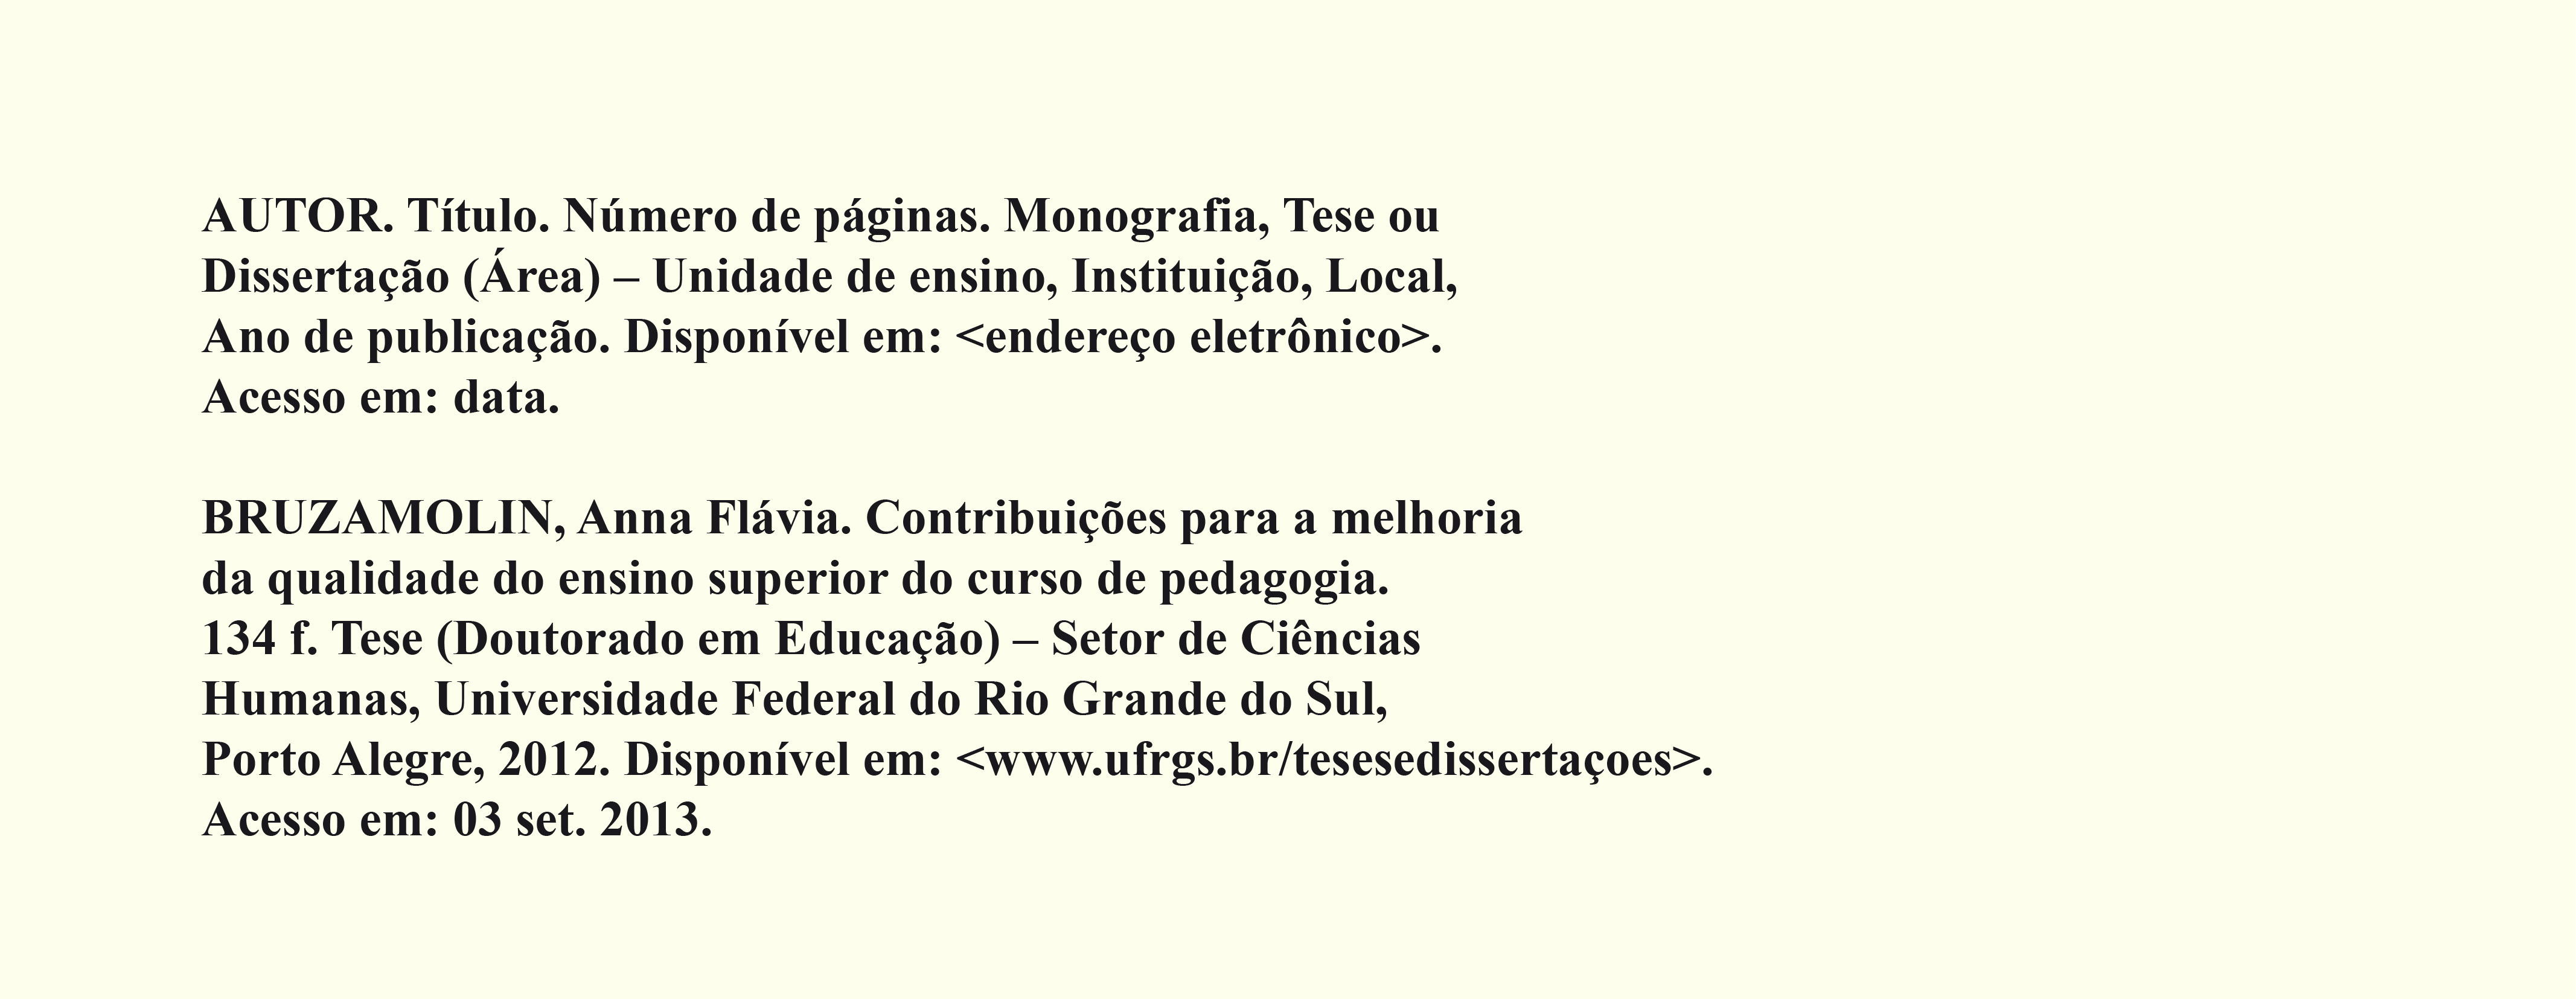 AUTOR. Título. Número de páginas. Monografia, Tese ou
Dissertação (Área) – Unidade de ensino, Instituição, Local,
Ano de publicação. Disponível em: <endereço eletrônico>.
Acesso em: data.
BRUZAMOLIN, Anna Flávia. Contribuições para a melhoria
da qualidade do ensino superior do curso de pedagogia.
134 f. Tese (Doutorado em Educação) – Setor de Ciências
Humanas, Universidade Federal do Rio Grande do Sul,
Porto Alegre, 2012. Disponível em: <www.ufrgs.br/tesesedissertaçoes>.
Acesso em: 03 set. 2013.